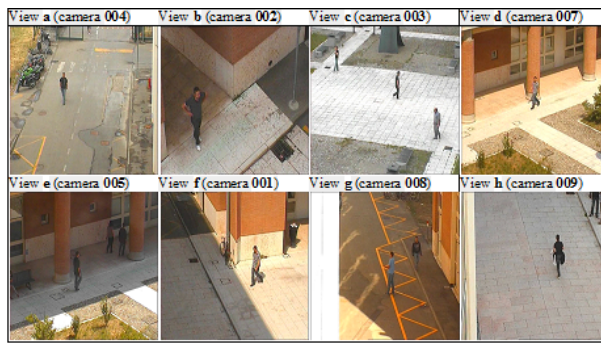 View a (camera 004)
View b (camera 002)
View c (camera 003)
View d (camera 007)
View e (camera 005)
View f (camera 001)
View g (camera 008)
View h (camera 009)